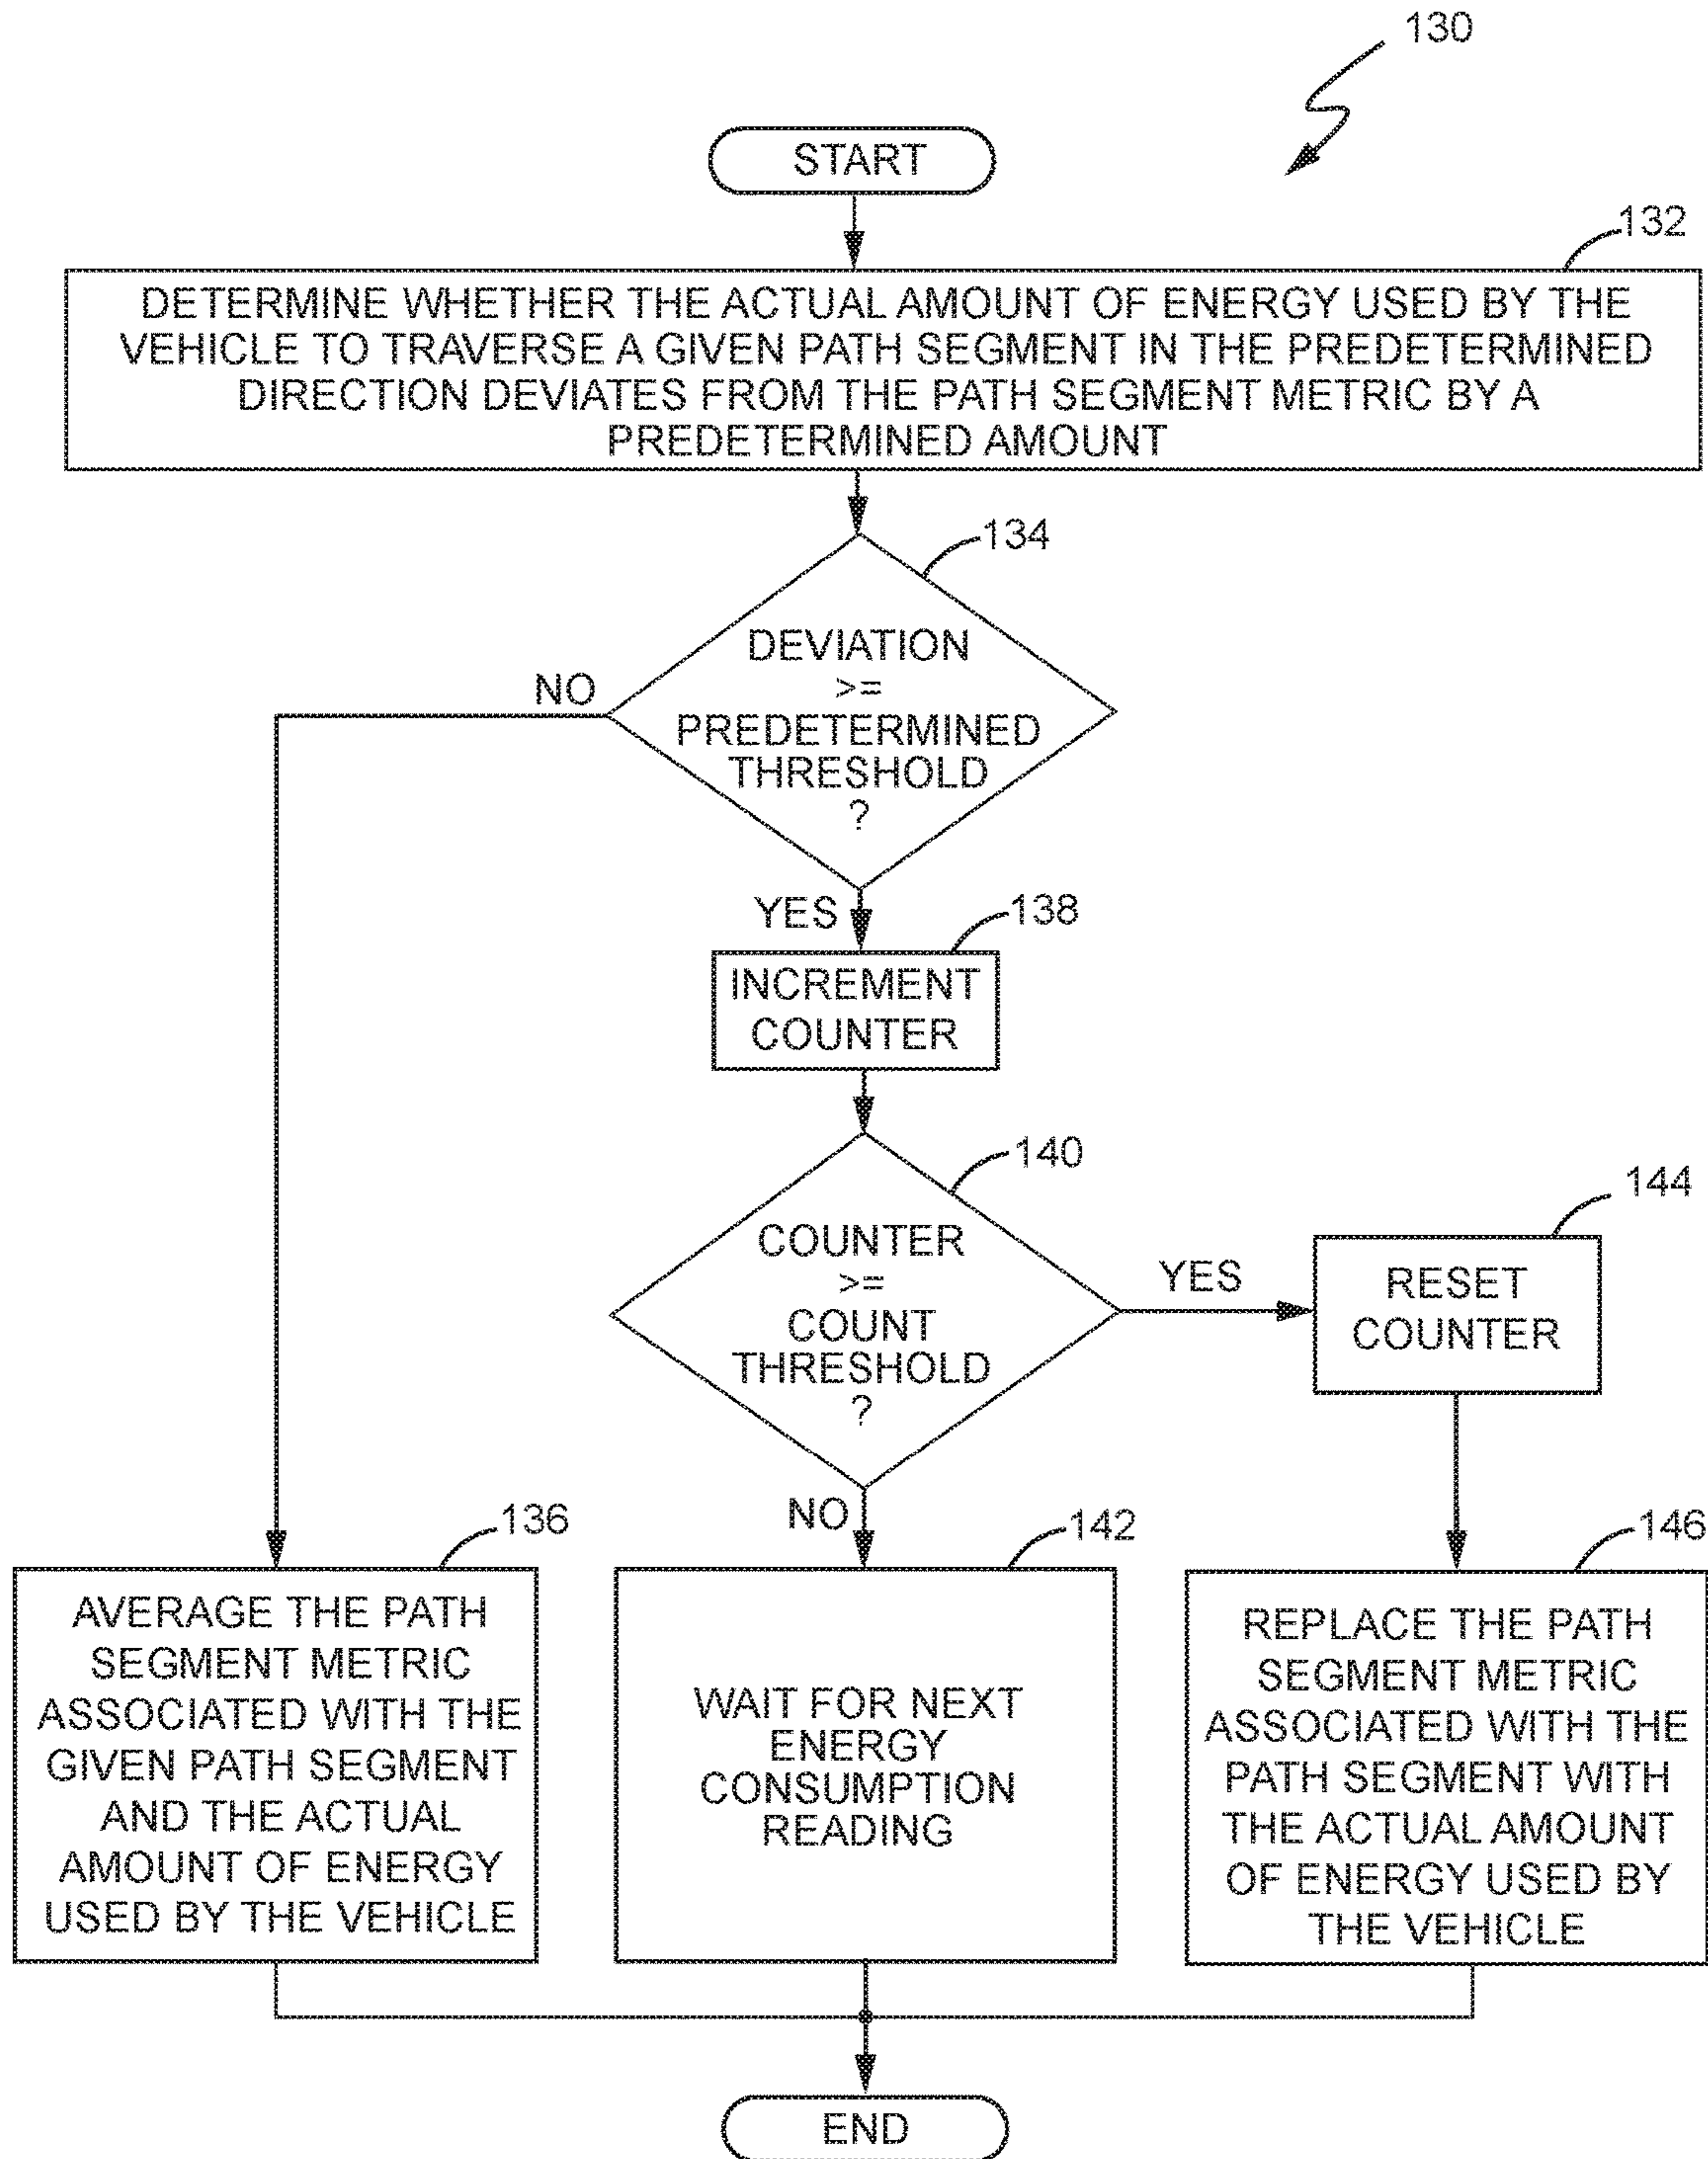 130
START
132
DETERMINE WHETHER THE ACTUAL AMOUNT OF ENERGY USED BY THE
VEHICLE TO TRAVERSE A GIVEN PATH SEGMENT IN THE PREDETERMINED
DIRECTION DEVIATES FROM THE PATH SEGMENT METRIC BY A
PREDETERMINED AMOUNT
134
DEVIATION
>=
PREDETERMINED
THRESHOLD
?
NO
YES
138
INCREMENT
COUNTER
140
COUNTER
>=
COUNT
THRESHOLD
?
YES
144
RESET
COUNTER
NO
136
AVERAGE THE PATH
SEGMENT METRIC
ASSOCIATED WITH THE
GIVEN PATH SEGMENT
AND THE ACTUAL
AMOUNT OF ENERGY
USED BY THE VEHICLE
142
WAIT FOR NEXT
ENERGY
CONSUMPTION
READING
146
REPLACE THE PATH
SEGMENT METRIC
ASSOCIATED WITH THE
PATH SEGMENT WITH
THE ACTUAL AMOUNT
OF ENERGY USED BY
THE VEHICLE
END